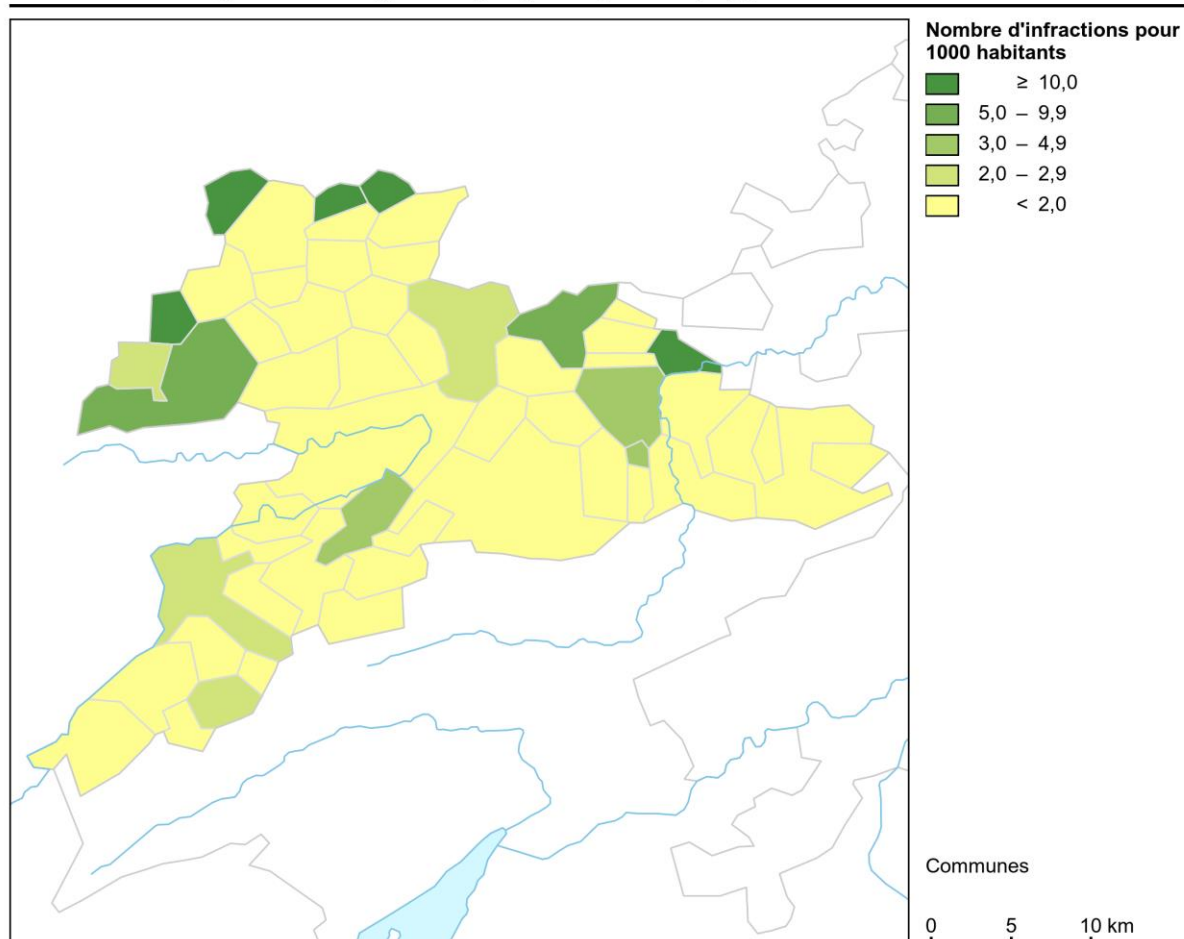 Nombre d'infractions pour
1000 habitants
≥ 10,0
5,0 – 9,9
3,0 – 4,9
2,0 – 2,9
< 2,0
Communes
0 5 10 km